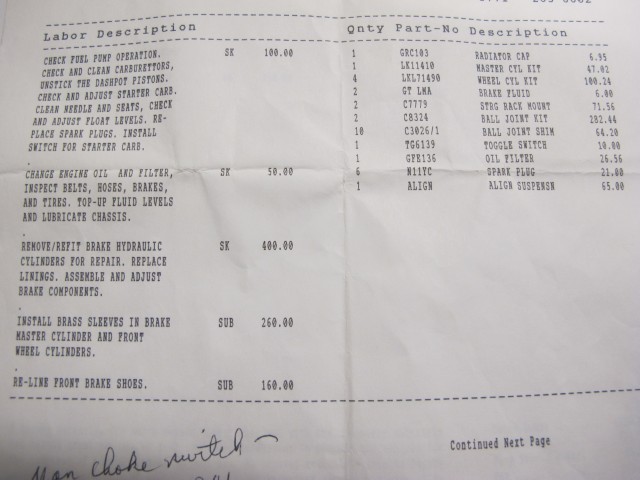 Labor Description
CHECK FUEL PUMP OPERATION. SK 100.00
CHECK AND CLEAN CARBURETTORS,
UNSTICK THE DASHPOT PISTONS.
CHECK AND ADJUST STARTER CARB.
CLEAN NEEDLE AND SEATS, CHECK
AND ADJUST FLOAT LEVELS. RE-
PLACE SPARK PLUGS. INSTALL
SWITCH FOR STARTER CARB.
.
CHANGE ENGINE OIL AND FILTER, SK 50.00
INSPECT BELTS, HOSES, BRAKES,
AND TIRES. TOP-UP FLUID LEVELS
AND LUBRICATE CHASSIS.
.
REMOVE/REFIT BRAKE HYDRAULIC SK 400.00
CYLINDERS FOR REPAIR. REPLACE
LININGS. ASSEMBLE AND ADJUST
BRAKE COMPONENTS.
.
INSTALL BRASS SLEEVES IN BRAKE SUB 260.00
MASTER CYLINDER AND FRONT
WHEEL CYLINDERS.
.
RE-LINE FRONT BRAKE SHOES. SUB 160.00
Qnty Part-No Description
1 GRC103 RADIATOR CAP 6.95
1 LK11410 MASTER CYL KIT 47.02
4 LKL71490 WHEEL CYL KIT 100.24
2 GT LMA BRAKE FLUID 6.00
2 C7779 STRG RACK MOUNT 71.56
2 C8324 BALL JOINT KIT 282.44
10 C3026/1 BALL JOINT SHIM 64.20
1 TG6139 TOGGLE SWITCH 10.00
1 GFE136 OIL FILTER 26.56
6 N11YC SPARK PLUG 21.00
1 ALIGN ALIGN SUSPENSN 65.00
Continued Next Page
choke switch